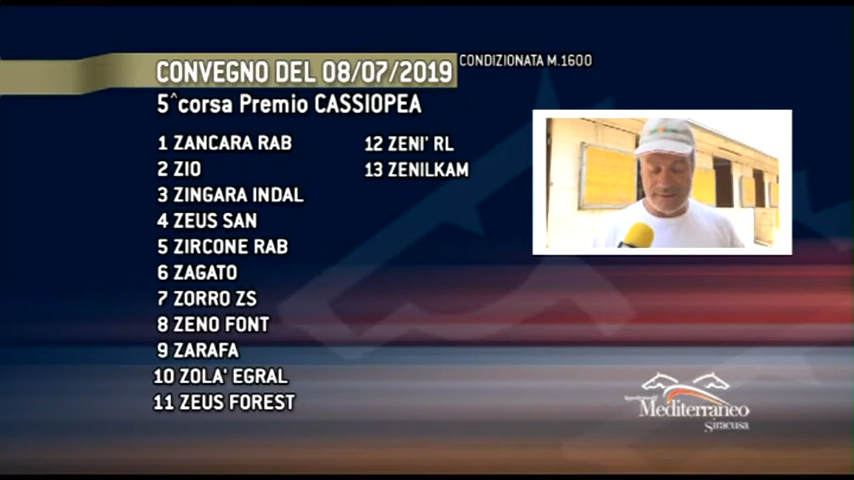 CONVEGNO DEL 08/07/2019
CONDIZIONATA M.1600
5^corsa Premio CASSIOPEA
1 ZANCARA RAB
2 ZIO
3 ZINGARA INDAL
4 ZEUS SAN
5 ZIRCONE RAB
6 ZAGATO
7 ZORRO ZS
8 ZENO FONT
9 ZARAFA
10 ZOLA' EGRAL
11 ZEUS FOREST
12 ZENI' RL
13 ZENILKAM
Mediterraneo
Siracusa